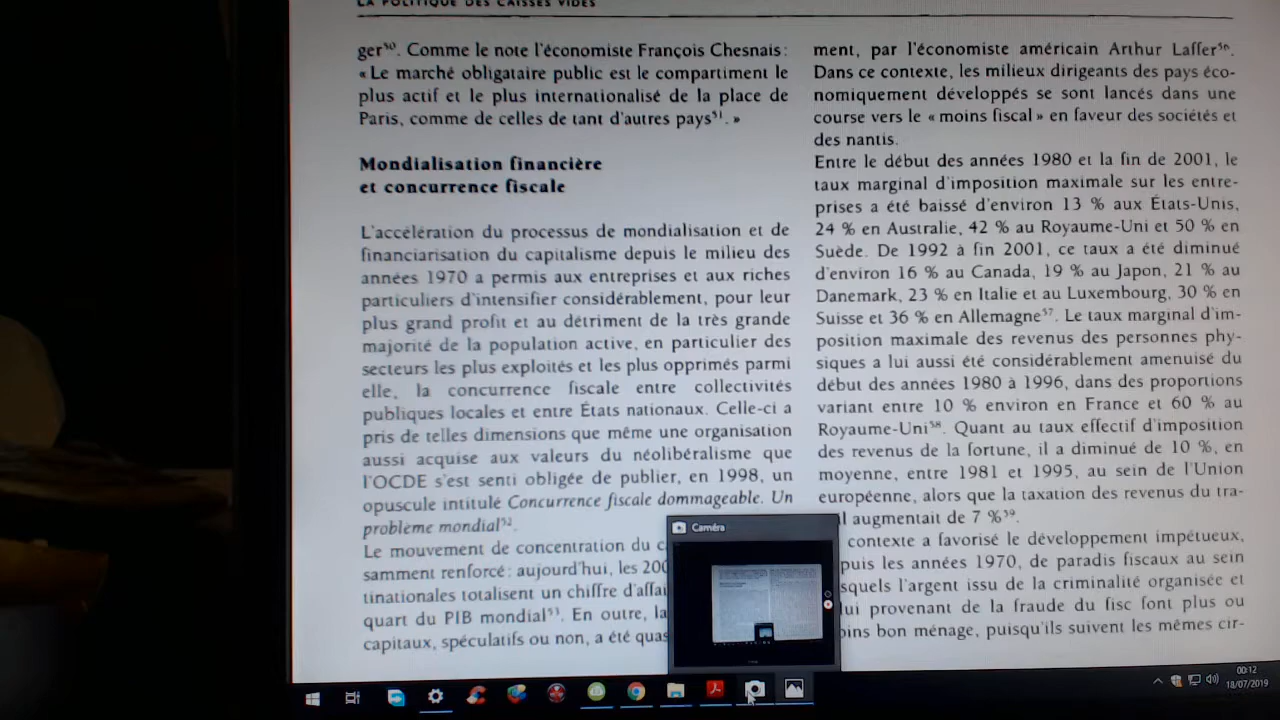 LA POLITIQUE DES CAISSES VIDES
ger⁵⁰. Comme le note l'économiste François Chesnais :
« Le marché obligataire public est le compartiment le
plus actif et le plus internationalisé de la place de
Paris, comme de celles de tant d'autres pays⁵¹. »
Mondialisation financière
et concurrence fiscale
L'accélération du processus de mondialisation et de
financiarisation du capitalisme depuis le milieu des
années 1970 a permis aux entreprises et aux riches
particuliers d'intensifier considérablement, pour leur
plus grand profit et au détriment de la très grande
majorité de la population active, en particulier des
secteurs les plus exploités et les plus opprimés parmi
elle, la concurrence fiscale entre collectivités
publiques locales et entre États nationaux. Celle-ci a
pris de telles dimensions que même une organisation
aussi acquise aux valeurs du néolibéralisme que
l'OCDE s'est senti obligée de publier, en 1998, un
opuscule intitulé Concurrence fiscale dommageable. Un
problème mondial⁵².
Le mouvement de concentration du c
samment renforcé : aujourd'hui, les 200
tinationales totalisent un chiffre d'affai
quart du PIB mondial⁵³. En outre, la
capitaux, spéculatifs ou non, a été quas
ment, par l'économiste américain Arthur Laffer⁵⁶.
Dans ce contexte, les milieux dirigeants des pays éco-
nomiquement développés se sont lancés dans une
course vers le « moins fiscal » en faveur des sociétés et
des nantis.
Entre le début des années 1980 et la fin de 2001, le
taux marginal d'imposition maximale sur les entre-
prises a été baissé d'environ 13 % aux États-Unis,
24 % en Australie, 42 % au Royaume-Uni et 50 % en
Suède. De 1992 à fin 2001, ce taux a été diminué
d'environ 16 % au Canada, 19 % au Japon, 21 % au
Danemark, 23 % en Italie et au Luxembourg, 30 % en
Suisse et 36 % en Allemagne⁵⁷. Le taux marginal d'im-
position maximale des revenus des personnes phy-
siques a lui aussi été considérablement amenuisé du
début des années 1980 à 1996, dans des proportions
variant entre 10 % environ en France et 60 % au
Royaume-Uni⁵⁸. Quant au taux effectif d'imposition
des revenus de la fortune, il a diminué de 10 %, en
moyenne, entre 1981 et 1995, au sein de l'Union
européenne, alors que la taxation des revenus du tra-
l augmentait de 7 %⁵⁹.
contexte a favorisé le développement impétueux,
puis les années 1970, de paradis fiscaux au sein
squels l'argent issu de la criminalité organisée et
lui provenant de la fraude du fisc font plus ou
oins bon ménage, puisqu'ils suivent les mêmes cir-
Caméra
00:12
18/07/2019